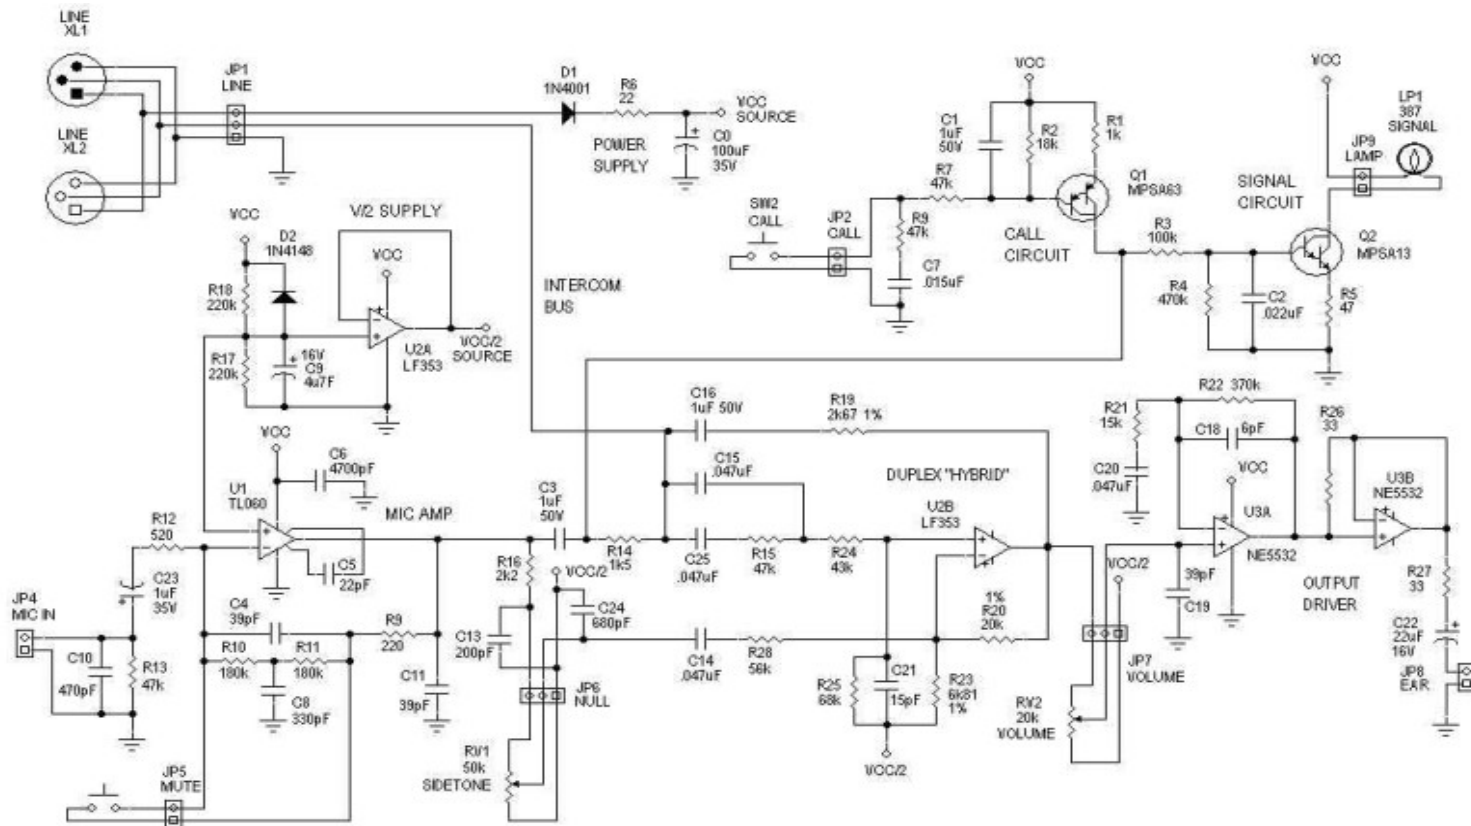 LINE
XL1
JP1
LINE
LINE
XL2
D1
1N4001
R6
22
VCC
SOURCE
C0
100uF
35V
POWER
SUPPLY
VCC
C1
1uF
50V
R2
18k
R1
1k
R7
47k
Q1
MPSA63
SW2
CALL
JP2
CALL
R9
47k
C7
.015uF
CALL
CIRCUIT
R3
100k
SIGNAL
CIRCUIT
VCC
LP1
387
SIGNAL
JP9
LAMP
Q2
MPSA13
R4
470k
C2
.022uF
R5
47
VCC
V/2 SUPPLY
D2
1N4148
VCC
R18
220k
R17
220k
16V
C9
4u7F
U2A
LF353
VCC/2
SOURCE
INTERCOM
BUS
VCC
C6
4700pF
U1
TL060
MIC AMP
R12
520
C23
1uF
35V
C5
22pF
JP4
MIC IN
C10
470pF
R13
47k
C4
39pF
R10
180k
R11
180k
C8
330pF
R9
220
C11
39pF
JP5
MUTE
C3
1uF
50V
R16
2k2
VCC/2
C13
200pF
C24
680pF
JP6
NULL
RV1
50k
SIDETONE
R14
1k5
C16
1uF 50V
R19
2k67 1%
C15
.047uF
C25
.047uF
R15
47k
R24
43k
DUPLEX "HYBRID"
U2B
LF353
C14
.047uF
R28
56k
1%
R20
20k
R25
68k
C21
15pF
R23
6k81
1%
VCC/2
JP7
VOLUME
RV2
20k
VOLUME
R22 370k
R21
15k
C18
6pF
C20
.047uF
VCC
U3A
NE5532
VCC/2
39pF
C19
R26
33
U3B
NE5532
OUTPUT
DRIVER
R27
33
C22
22uF
16V
JP8
EAR